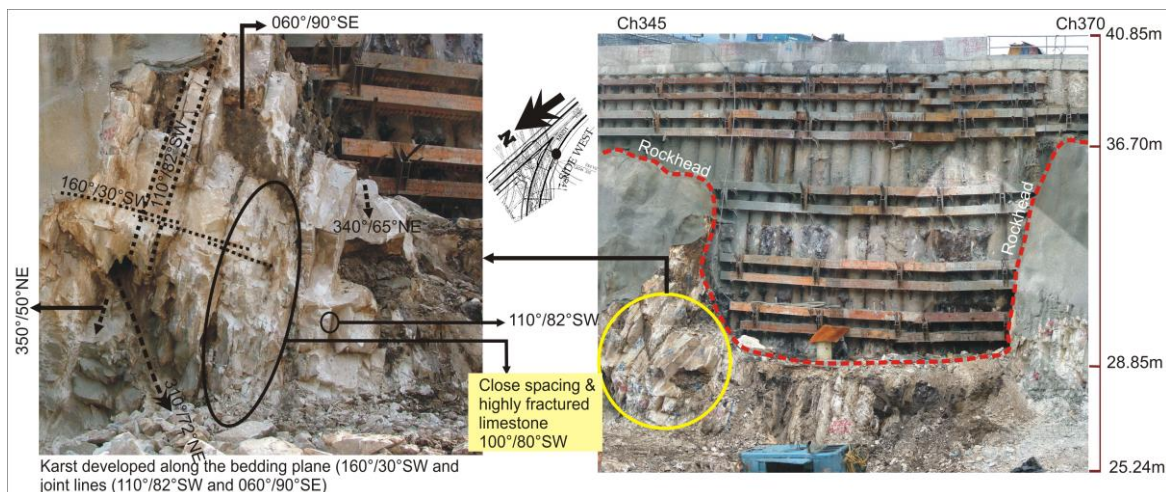 060°/90°SE
110°/82°SW
160°/30°SW
340°/65°NE
350°/50°NE
110°/82°SW
310°/72°NE
Close spacing &
highly fractured
limestone
100°/80°SW
Karst developed along the bedding plane (160°/30°SW and
joint lines (110°/82°SW and 060°/90°SE)
N
SIDE WEST
Ch345
Ch370
Rockhead
Rockhead
40.85m
36.70m
28.85m
25.24m